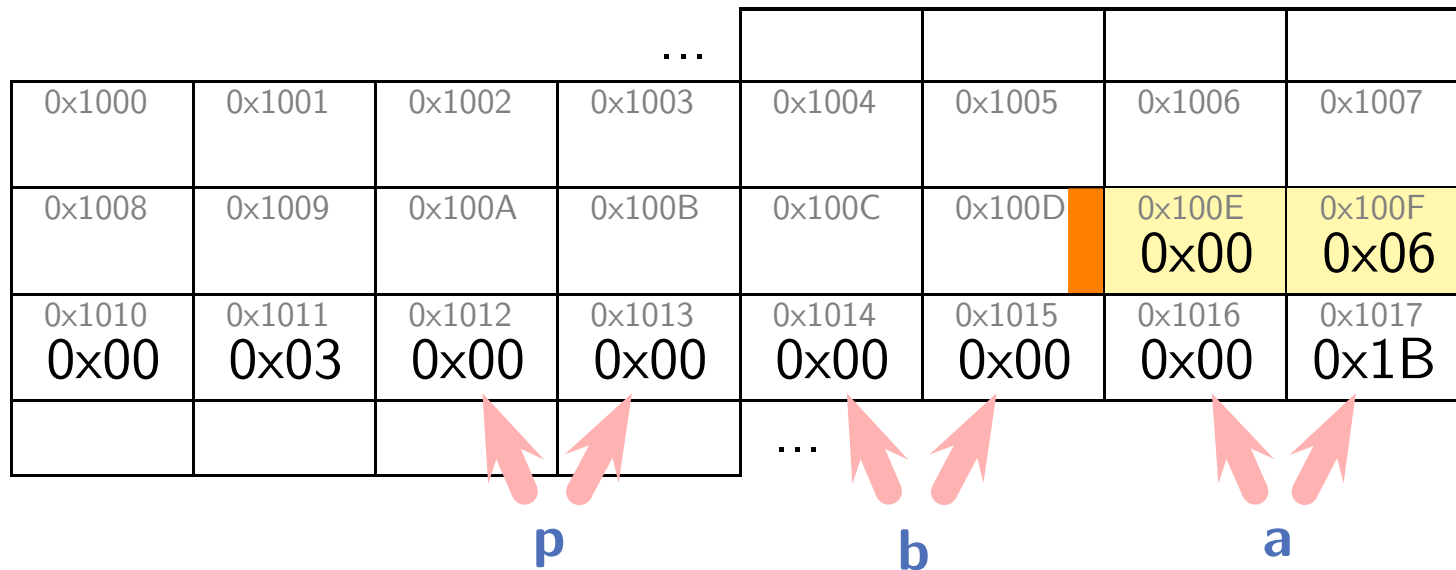 ...
0x1000 0x1001 0x1002 0x1003 0x1004 0x1005 0x1006 0x1007
0x1008 0x1009 0x100A 0x100B 0x100C 0x100D 0x100E 0x100F
0x00 0x06
0x1010 0x1011 0x1012 0x1013 0x1014 0x1015 0x1016 0x1017
0x00 0x03 0x00 0x00 0x00 0x00 0x00 0x1B
...
p b a